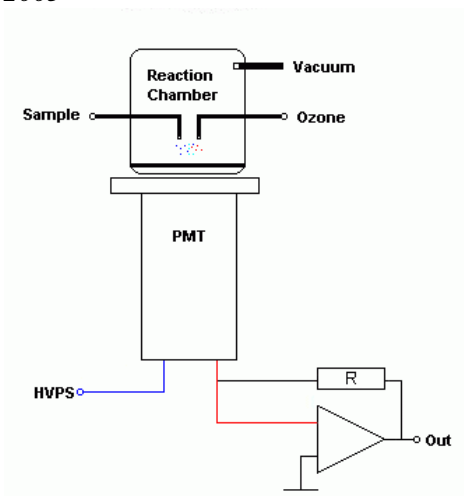 Reaction
Chamber
Vacuum
Sample
Ozone
PMT
HVPS
R
Out